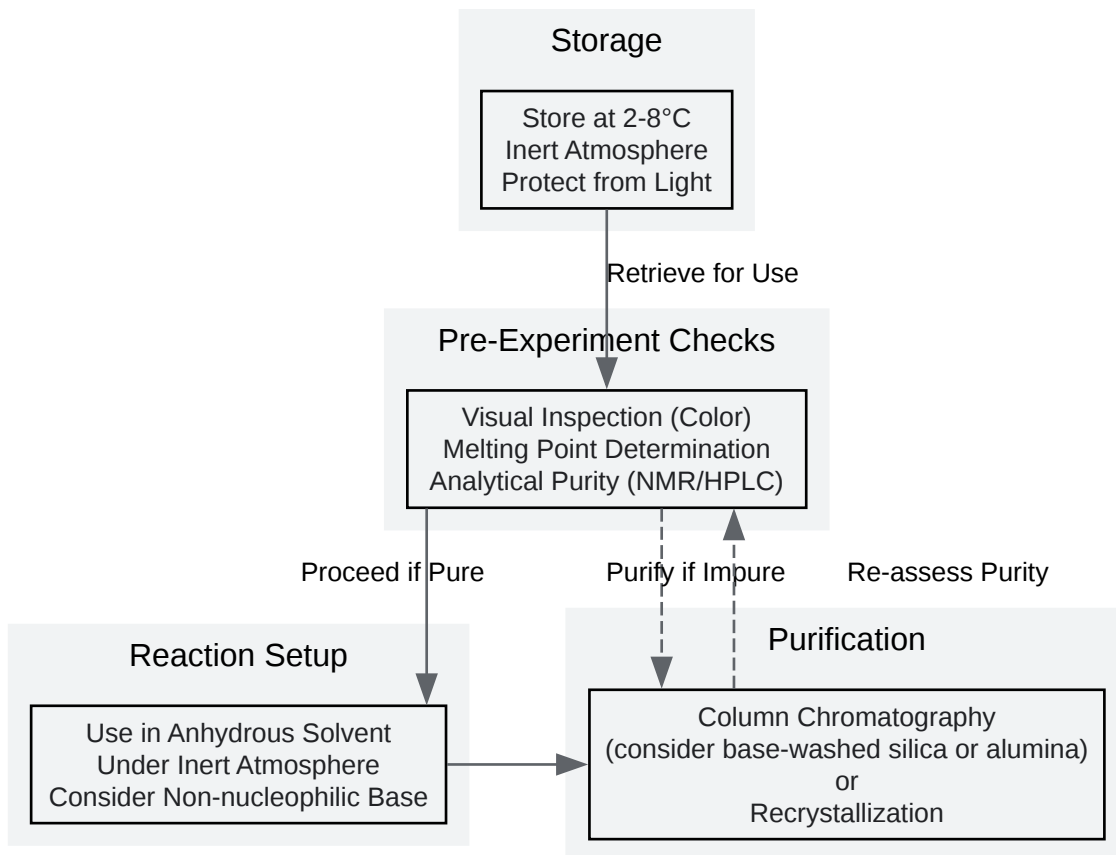 Storage
Store at 2-8°C
Inert Atmosphere
Protect from Light
Retrieve for Use
Pre-Experiment Checks
Visual Inspection (Color)
Melting Point Determination
Analytical Purity (NMR/HPLC)
Proceed if Pure
Purify if Impure
Re-assess Purity
Reaction Setup
Use in Anhydrous Solvent
Under Inert Atmosphere
Consider Non-nucleophilic Base
Purification
Column Chromatography
(consider base-washed silica or alumina)
or
Recrystallization